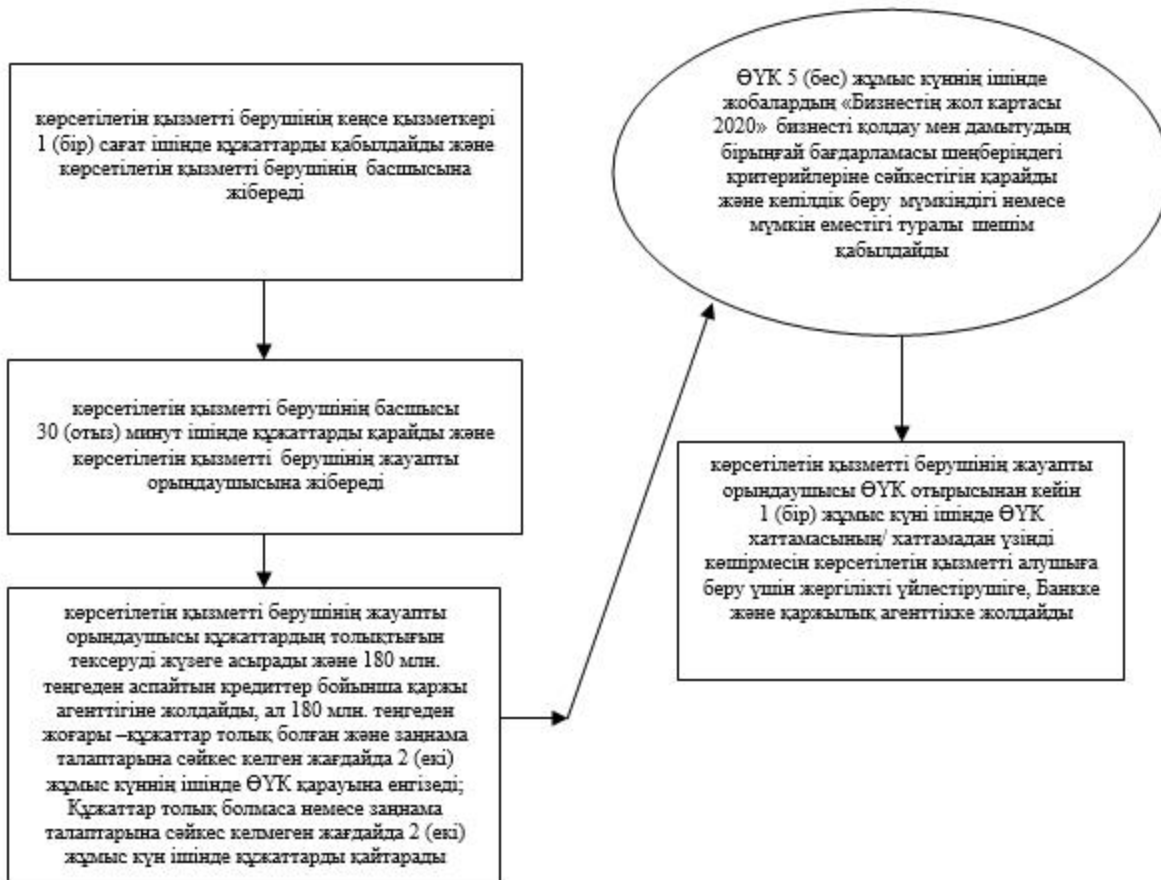 көрсетілетін қызметті берушінің кеңсе қызметкері
1 (бір) сағат ішінде құжаттарды қабылдайды және
көрсетілетін қызметті берушінің басшысына
жібереді
көрсетілетін қызметті берушінің басшысы
30 (отыз) минут ішінде құжаттарды қарайды және
көрсетілетін қызметті берушінің жауапты
орындаушысына жібереді
көрсетілетін қызметті берушінің жауапты
орындаушысы құжаттардың толықтығын
тексеруді жүзеге асырады және 180 млн.
теңгеден аспайтын кредиттер бойынша қаржы
агенттігіне жолдайды, ал 180 млн. теңгеден
жоғары –құжаттар толық болған және заңнама
талаптарына сәйкес келген жағдайда 2 (екі)
жұмыс күннің ішінде ӨҮК қарауына енгізеді;
Құжаттар толық болмаса немесе заңнама
талаптарына сәйкес келмеген жағдайда 2 (екі)
жұмыс күн ішінде құжаттарды қайтарады
ӨҮК 5 (бес) жұмыс күннің ішінде
жобалардың «Бизнестің жол картасы
2020» бизнесті қолдау мен дамытудың
бірыңғай бағдарламасы шеңберіндегі
критерийлеріне сәйкестігін қарайды
және кепілдік беру мүмкіндігі немесе
мүмкін еместігі туралы шешім
қабылдайды
көрсетілетін қызметті берушінің жауапты
орындаушысы ӨҮК отырысынан кейін
1 (бір) жұмыс күні ішінде ӨҮК
хаттамасының/ хаттамадан үзінді
көшірмесін көрсетілетін қызметті алушыға
беру үшін жергілікті үйлестірушіге, Банкке
және қаржылық агенттікке жолдайды